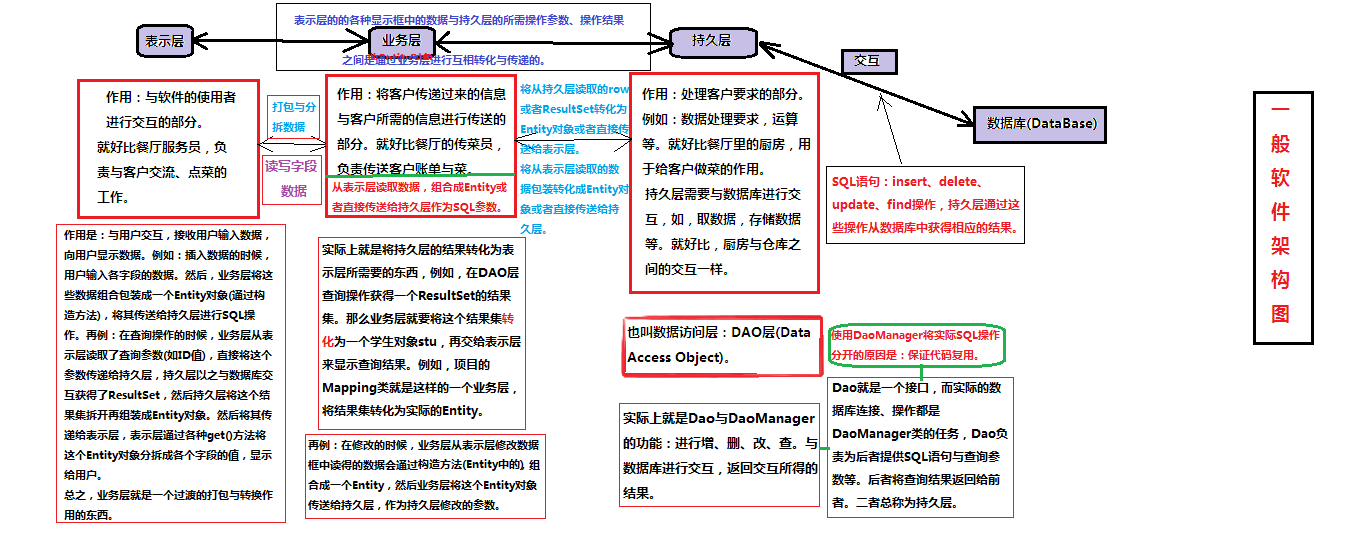 表示层的的各种显示框中的数据与持久层的所需操作参数、操作结果
表示层
业务层
持久层
之间是通过业务层进行互相转化与传递的。
交互
数据库(DataBase)
作用：与软件的使用者
进行交互的部分。
就好比餐厅服务员，负
责与客户交流、点菜的
工作。
打包与分
拆数据
读写字段
数据
作用：将客户传递过来的信息
与客户所需的信息进行传送的
部分。就好比餐厅的传菜员，
负责传送客户账单与菜。
从表示层读取数据，组合成Entity或
者直接传送给持久层作为SQL参数。
将从持久层读取的row
或者ResultSet转化为
Entity对象或者直接传
送给表示层。
将从表示层读取的数
据包装转化成Entity对
象或者直接传送给持
久层。
作用：处理客户要求的部分。
例如：数据处理要求，运算
等。就好比餐厅里的厨房，用
于给客户做菜的作用。
持久层需要与数据库进行交
互，如，取数据，存储数据
等。就好比，厨房与仓库之
间的交互一样。
SQL语句：insert、delete、
update、find操作，持久层通过这
些操作从数据库中获得相应的结果。
一般软件架构图
作用是：与用户交互，接收用户输入数据，
向用户显示数据。例如：插入数据的时候，
用户输入各字段的数据。然后，业务层将这
些数据组合包装成一个Entity对象(通过构
造方法)，将其传送给持久层进行SQL操
作。再例：在查询操作的时候，业务层从表
示层读取了查询参数(如ID值)，直接将这个
参数传递给持久层，持久层以之与数据库交
互获得了ResultSet，然后持久层将这个结
果集拆开再组装成Entity对象。然后将其传
递给表示层，表示层通过各种get()方法将
这个Entity对象分拆成各个字段的值，显示
给用户。
总之，业务层就是一个过渡的打包与转换作
用的东西。
实际上就是将持久层的结果转化为表
示层所需要的东西，例如，在DAO层
查询操作获得一个ResultSet的结果
集。那么业务层就要将这个结果集转
化为一个学生对象stu，再交给表示层
来显示查询结果。例如，项目的
Mapping类就是这样的一个业务层，
将结果集转化为实际的Entity。
再例：在修改的时候，业务层从表示层修改数据
框中读得的数据会通过构造方法(Entity中的), 组
合成一个Entity，然后业务层将这个Entity对象
传送给持久层，作为持久层修改的参数。
也叫数据访问层：DAO层(Data
Access Object)。
使用DaoManager将实际SQL操作
分开的原因是：保证代码复用。
实际上就是Dao与DaoManager
的功能：进行增、删、改、查。与
数据库进行交互，返回交互所得的
结果。
Dao就是一个接口，而实际的数
据库连接、操作都是
DaoManager类的任务，Dao负
责为后者提供SQL语句与查询参
数等。后者将查询结果返回给前
者。二者总称为持久层。